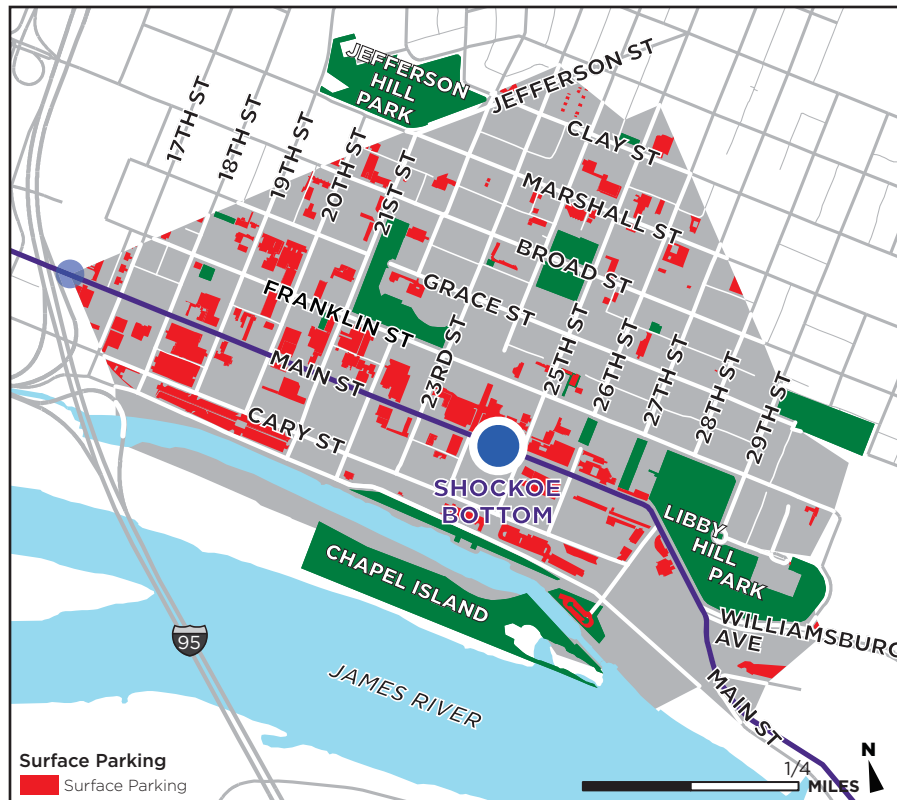 JEFFERSON
HILL
PARK
JEFFERSON ST
17TH ST
18TH ST
19TH ST
20TH ST
21ST ST
CLAY ST
MARSHALL ST
BROAD ST
GRACE ST
FRANKLIN ST
MAIN ST
CARY ST
23RD ST
25TH ST
26TH ST
27TH ST
28TH ST
29TH ST
SHOCKOE
BOTTOM
LIBBY
HILL
PARK
CHAPEL ISLAND
WILLIAMSBURG
AVE
95
JAMES RIVER
MAIN ST
Surface Parking
Surface Parking
1/4
MILES
N